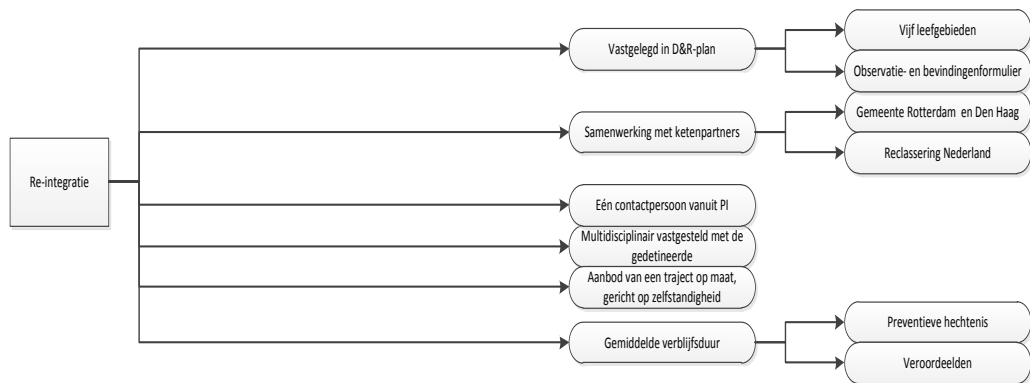 Re-integratie
Vastgelegd in D&R-plan
Vijf leefgebieden
Observatie- en bevindingenformulier
Samenwerking met ketenpartners
Gemeente Rotterdam en Den Haag
Reclassering Nederland
Eén contactpersoon vanuit PI
Multidisciplinair vastgesteld met de
gedetineerde
Aanbod van een traject op maat,
gericht op zelfstandigheid
Gemiddelde verblijfsduur
Preventieve hechtenis
Veroordeelden